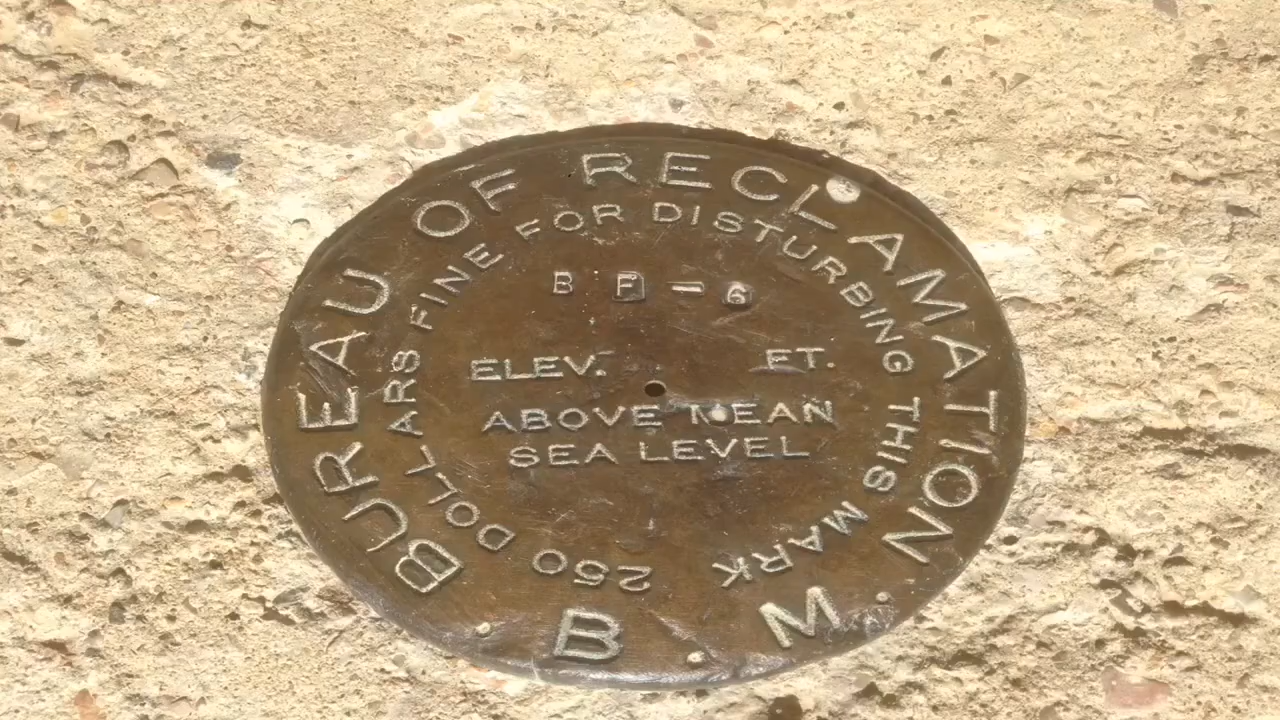 BUREAU OF RECLAMATION
B. M.
250 DOLLARS FINE FOR DISTURBING THIS MARK
B F - 6
ELEV. FT.
ABOVE MEAN
SEA LEVEL